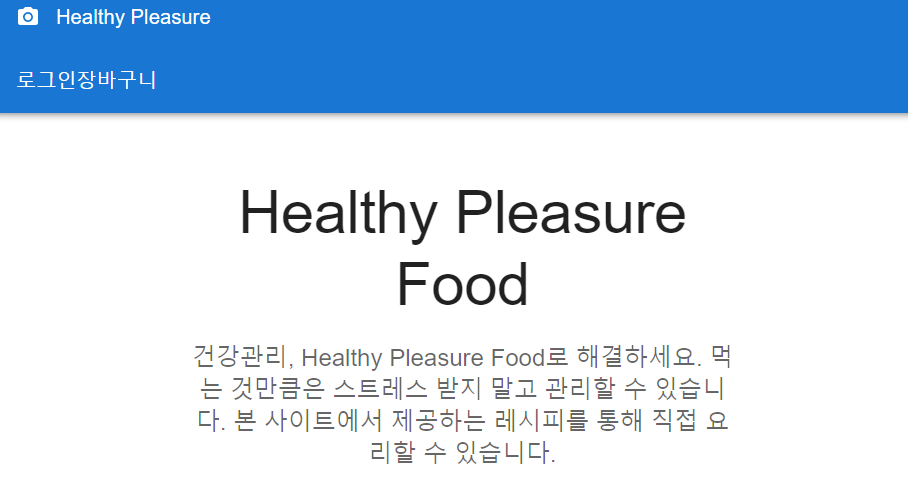 Healthy Pleasure
로그인장바구니
Healthy Pleasure
Food
건강관리, Healthy Pleasure Food로 해결하세요. 먹
는 것만큼은 스트레스 받지 말고 관리할 수 있습니
다. 본 사이트에서 제공하는 레시피를 통해 직접 요
리할 수 있습니다.